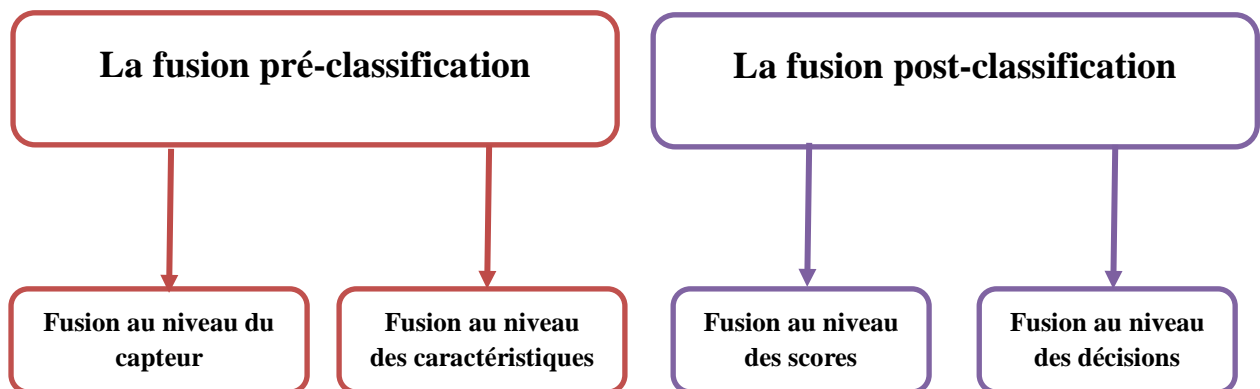 La fusion pré-classification
La fusion post-classification
Fusion au niveau du
capteur
Fusion au niveau
des caractéristiques
Fusion au niveau
des scores
Fusion au niveau
des décisions